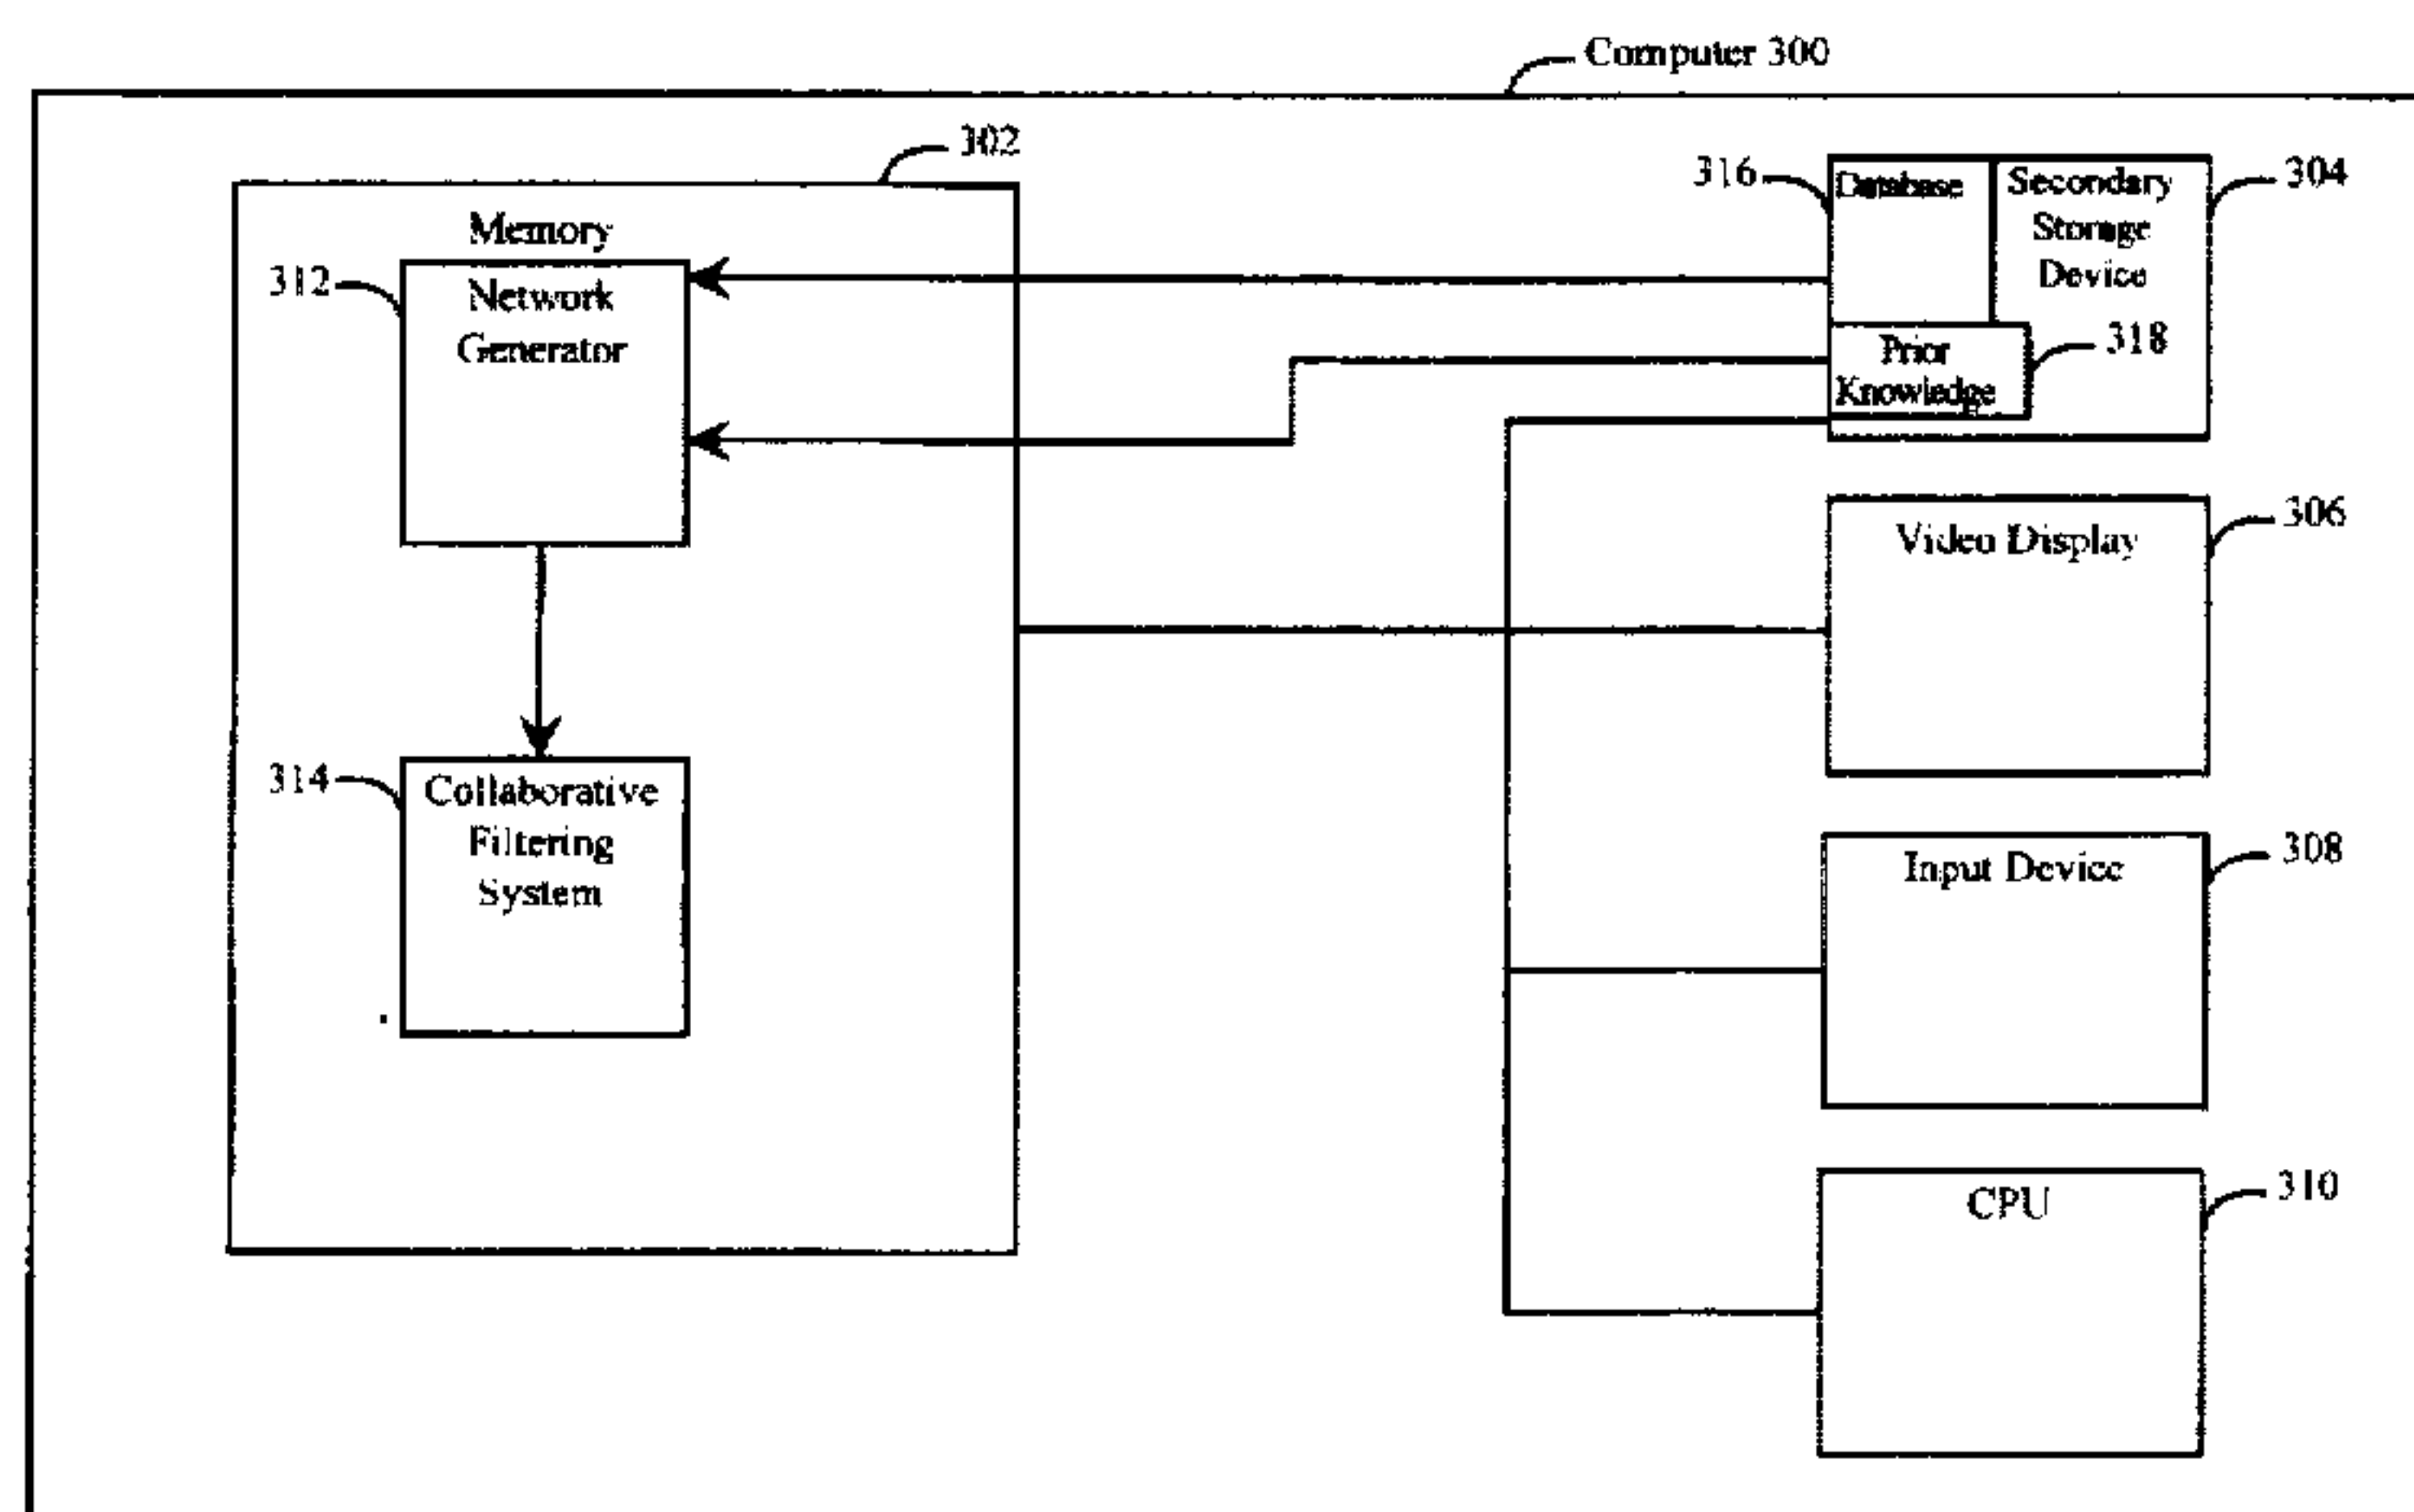 Computer 300
302
Memory
312
Network
Generator
314
Collaborative
Filtering
System
316
Database
Secondary
Storage
Device
304
Prior
Knowledge
318
Video Display
306
Input Device
308
CPU
310